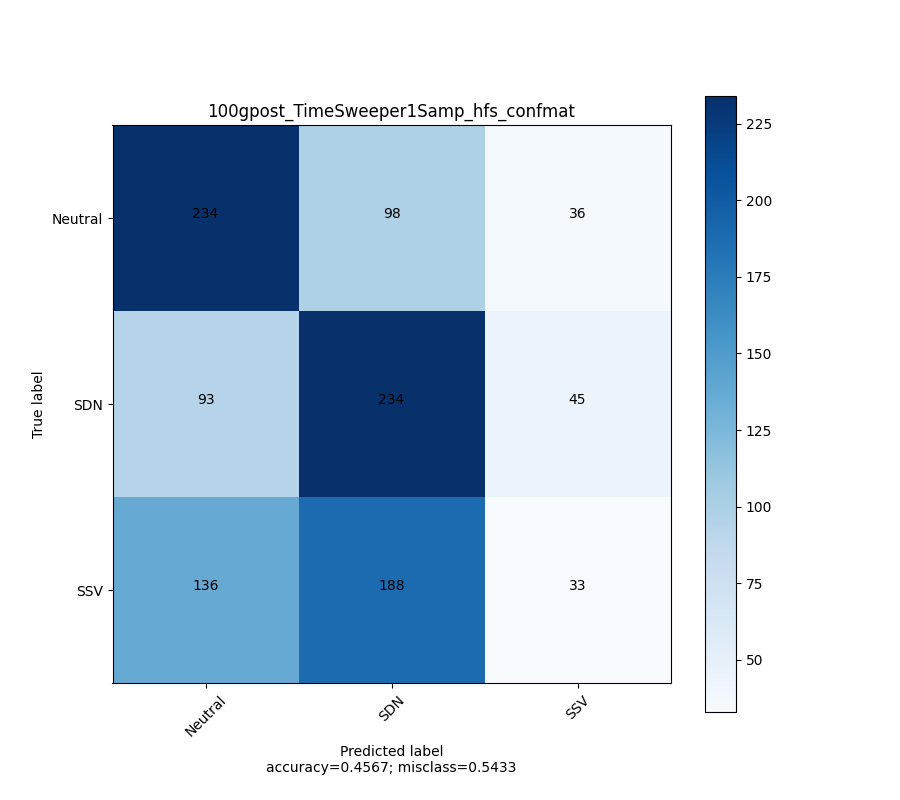 100gpost_TimeSweeper1Samp_hfs_confmat
True label
Neutral
234
98
36
SDN
93
234
45
SSV
136
188
33
Neutral
SDN
SSV
Predicted label
accuracy=0.4567; misclass=0.5433
225
200
175
150
125
100
75
50